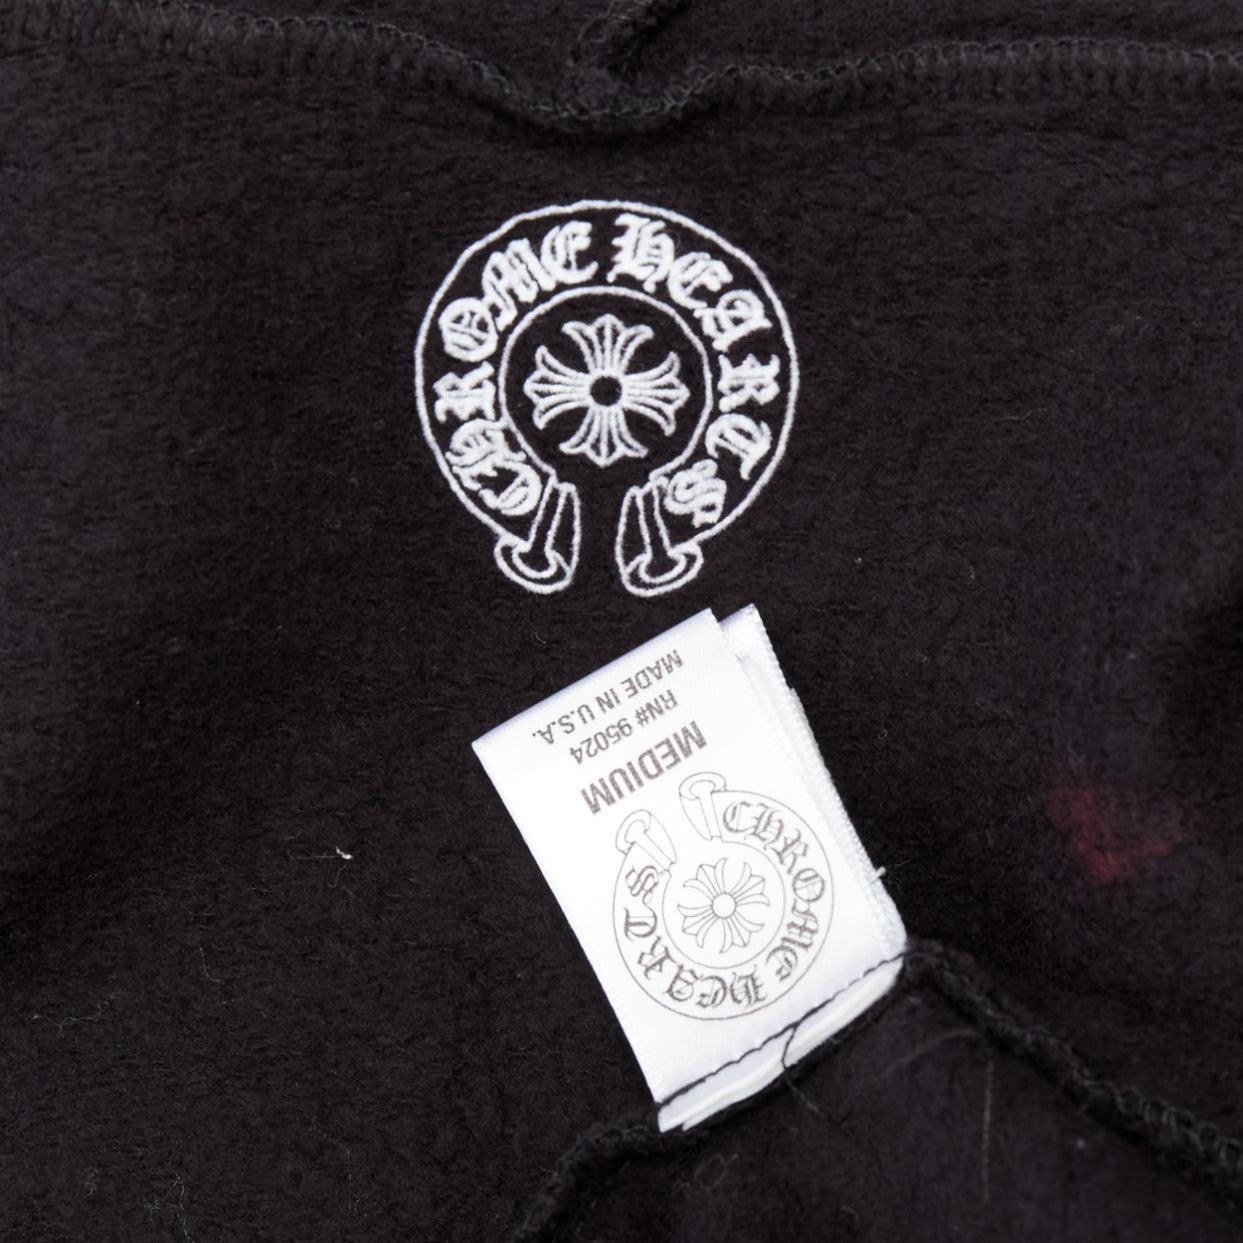 CHROME HEARTS
MADE IN U.S.A.
RN# 95024
MEDIUM
CHROME HEARTS